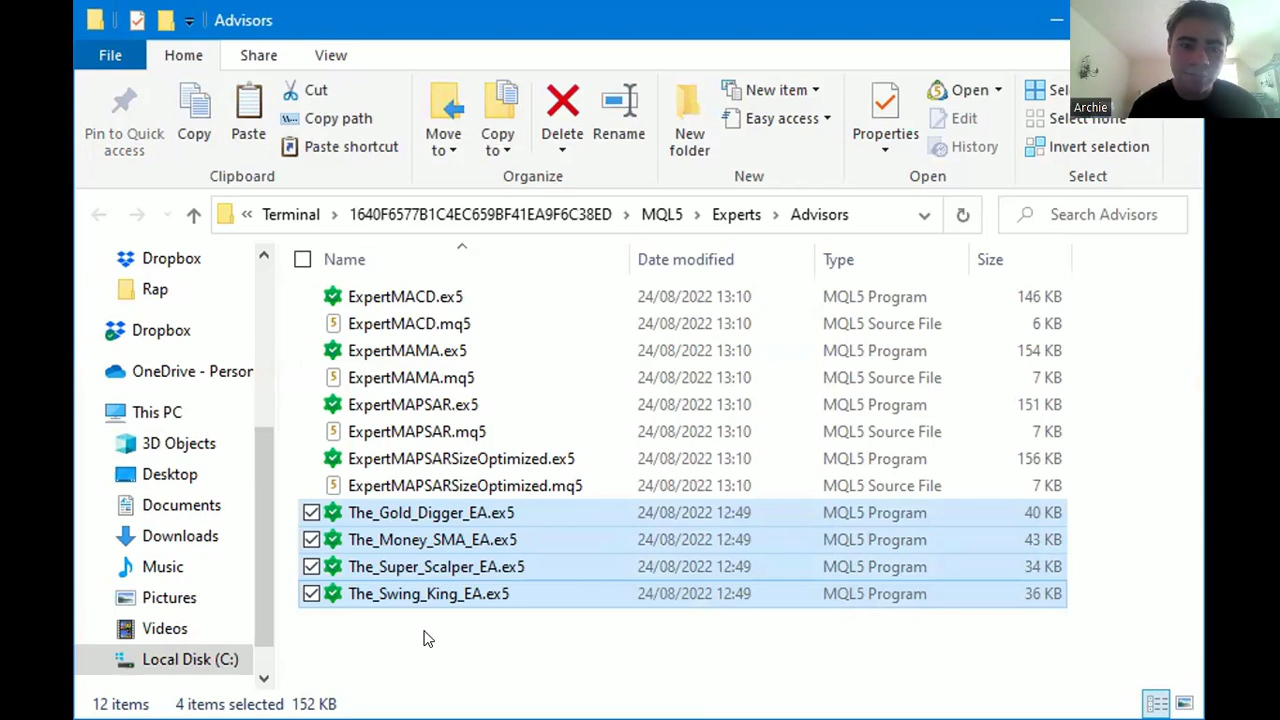 Advisors
File Home Share View
Pin to Quick access
Copy
Paste
Cut
Copy path
Paste shortcut
Clipboard
Move to
Copy to
Delete
Rename
Organize
New folder
New item
Easy access
New
Properties
Open
Edit
History
Open
Select none
Invert selection
Select
Archie
« Terminal › 1640F6577B1C4EC659BF41EA9F6C38ED › MQL5 › Experts › Advisors
Search Advisors
Dropbox
Rap
Dropbox
OneDrive - Person
This PC
3D Objects
Desktop
Documents
Downloads
Music
Pictures
Videos
Local Disk (C:)
Name Date modified Type Size
ExpertMACD.ex5 24/08/2022 13:10 MQL5 Program 146 KB
ExpertMACD.mq5 24/08/2022 13:10 MQL5 Source File 6 KB
ExpertMAMA.ex5 24/08/2022 13:10 MQL5 Program 154 KB
ExpertMAMA.mq5 24/08/2022 13:10 MQL5 Source File 7 KB
ExpertMAPSAR.ex5 24/08/2022 13:10 MQL5 Program 151 KB
ExpertMAPSAR.mq5 24/08/2022 13:10 MQL5 Source File 7 KB
ExpertMAPSARSizeOptimized.ex5 24/08/2022 13:10 MQL5 Program 156 KB
ExpertMAPSARSizeOptimized.mq5 24/08/2022 13:10 MQL5 Source File 7 KB
The_Gold_Digger_EA.ex5 24/08/2022 12:49 MQL5 Program 40 KB
The_Money_SMA_EA.ex5 24/08/2022 12:49 MQL5 Program 43 KB
The_Super_Scalper_EA.ex5 24/08/2022 12:49 MQL5 Program 34 KB
The_Swing_King_EA.ex5 24/08/2022 12:49 MQL5 Program 36 KB
12 items 4 items selected 152 KB